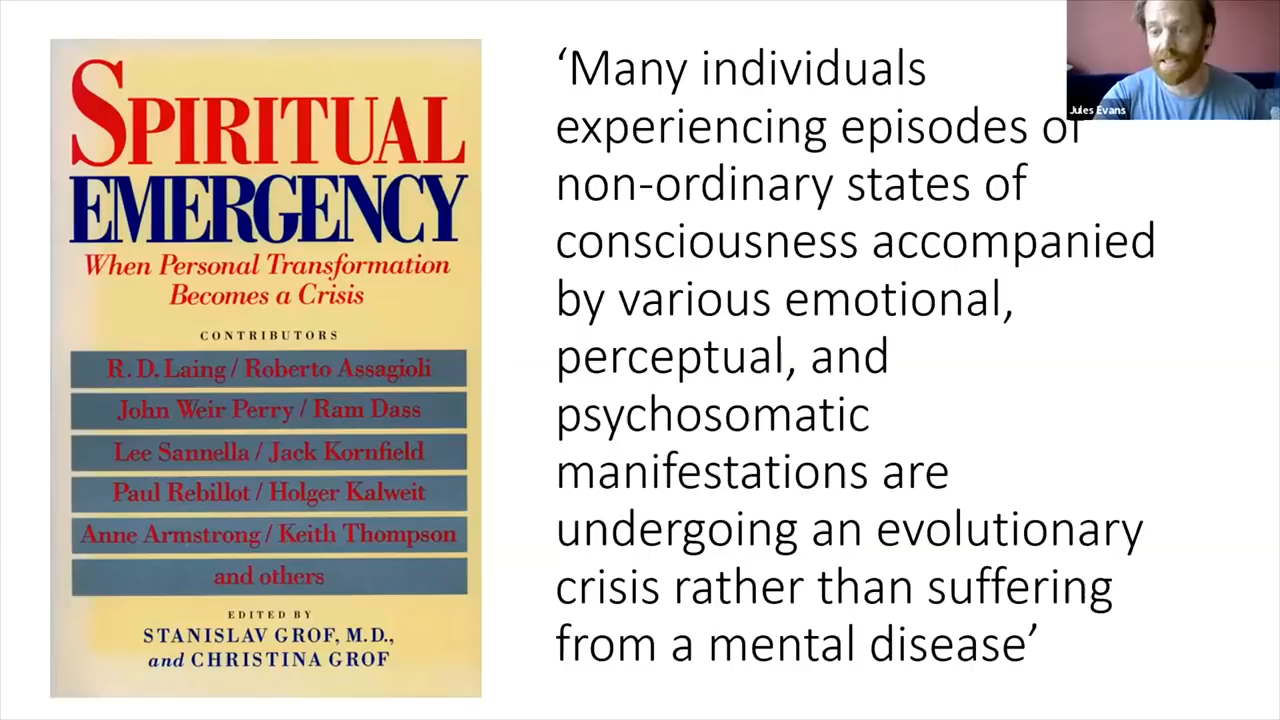 SPIRITUAL
EMERGENCY
When Personal Transformation
Becomes a Crisis
CONTRIBUTORS
R. D. Laing / Roberto Assagioli
John Weir Perry / Ram Dass
Lee Sannella / Jack Kornfield
Paul Rebillot / Holger Kalweit
Anne Armstrong / Keith Thompson
and others
EDITED BY
STANISLAV GROF, M.D.,
and CHRISTINA GROF
‘Many individuals
experiencing episodes of
non-ordinary states of
consciousness accompanied
by various emotional,
perceptual, and
psychosomatic
manifestations are
undergoing an evolutionary
crisis rather than suffering
from a mental disease’
Jules Evans